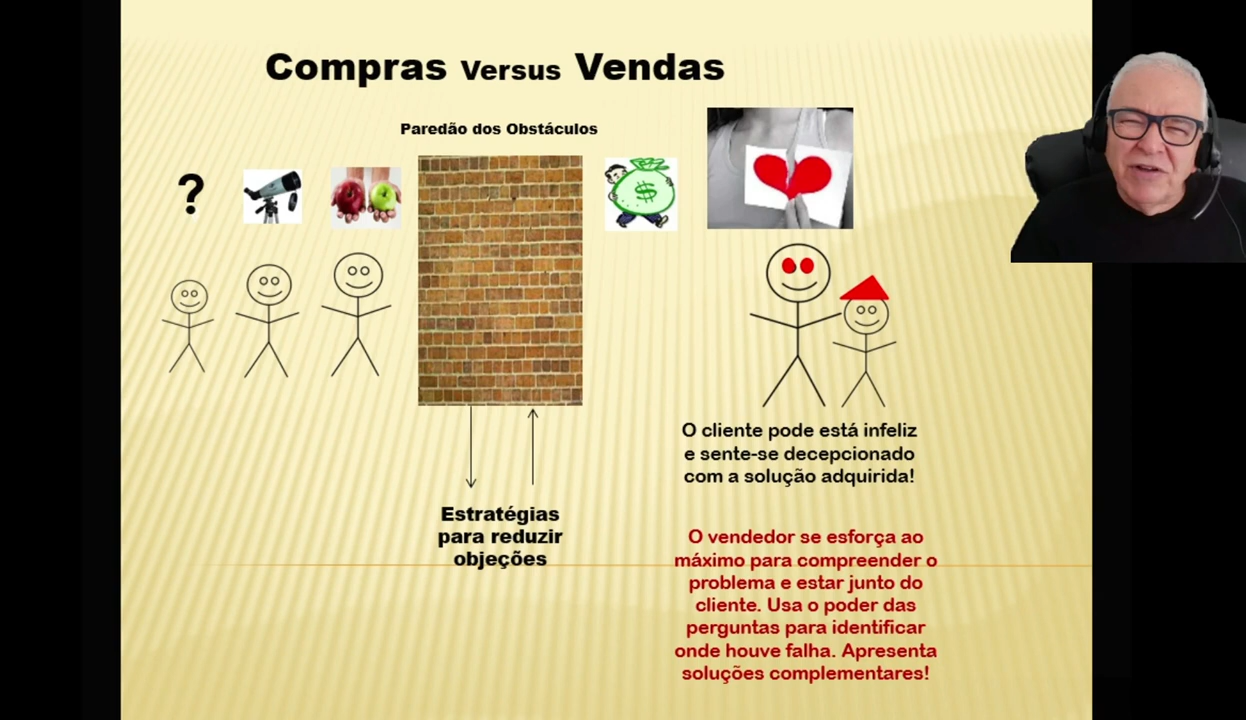 Compras Versus Vendas
Paredão dos Obstáculos
?
$
O cliente pode está infeliz
e sente-se decepcionado
com a solução adquirida!
Estratégias
para reduzir
objeções
O vendedor se esforça ao
máximo para compreender o
problema e estar junto do
cliente. Usa o poder das
perguntas para identificar
onde houve falha. Apresenta
soluções complementares!